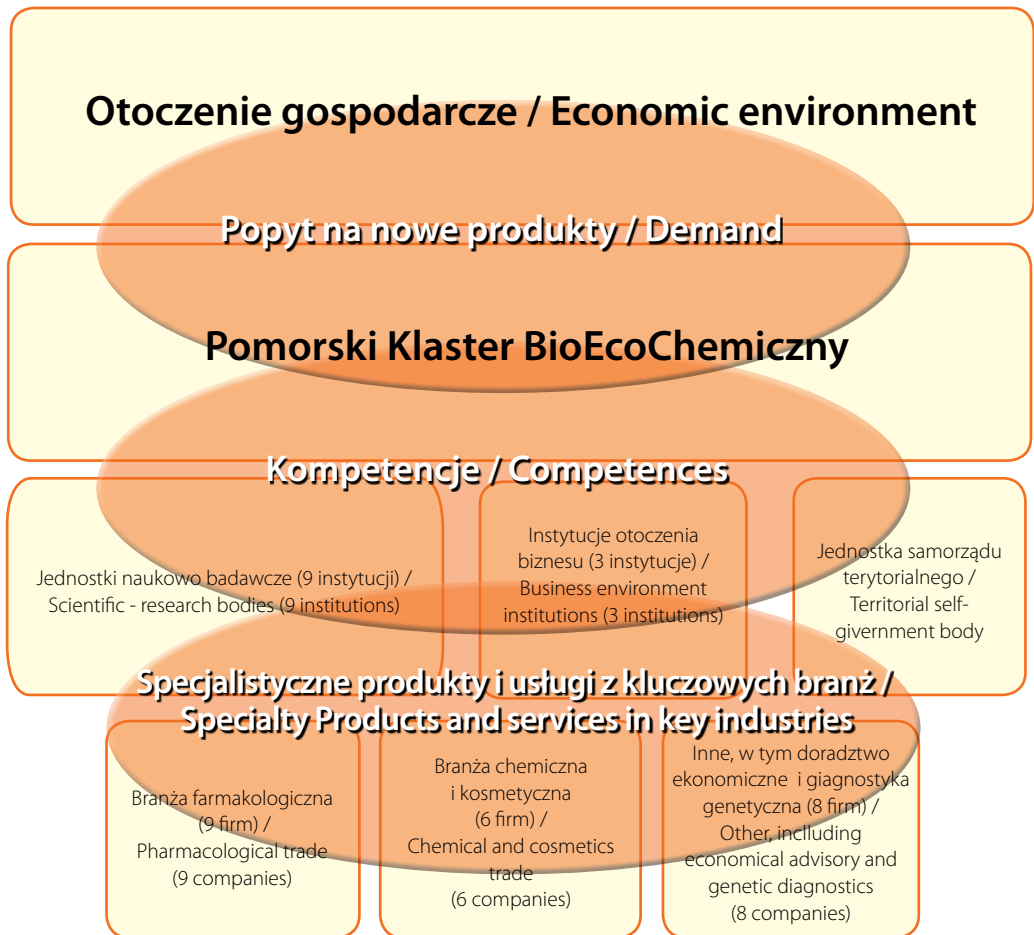 Otoczenie gospodarcze / Economic environment
Popyt na nowe produkty / Demand
Pomorski Klaster BioEcoChemiczny
Kompetencje / Competences
Jednostki naukowo badawcze (9 instytucji) /
Scientific - research bodies (9 institutions)
Instytucje otoczenia
biznesu (3 instytucje) /
Business environment
institutions (3 institutions)
Jednostka samorządu
terytorialnego /
Territorial self-
givernment body
Specjalistyczne produkty i usługi z kluczowych branż /
Specialty Products and services in key industries
Branża farmakologiczna
(9 firm) /
Pharmacological trade
(9 companies)
Branża chemiczna
i kosmetyczna
(6 firm) /
Chemical and cosmetics
trade
(6 companies)
Inne, w tym doradztwo
ekonomiczne i giagnostyka
genetyczna (8 firm) /
Other, inclluding
economical advisory and
genetic diagnostics
(8 companies)